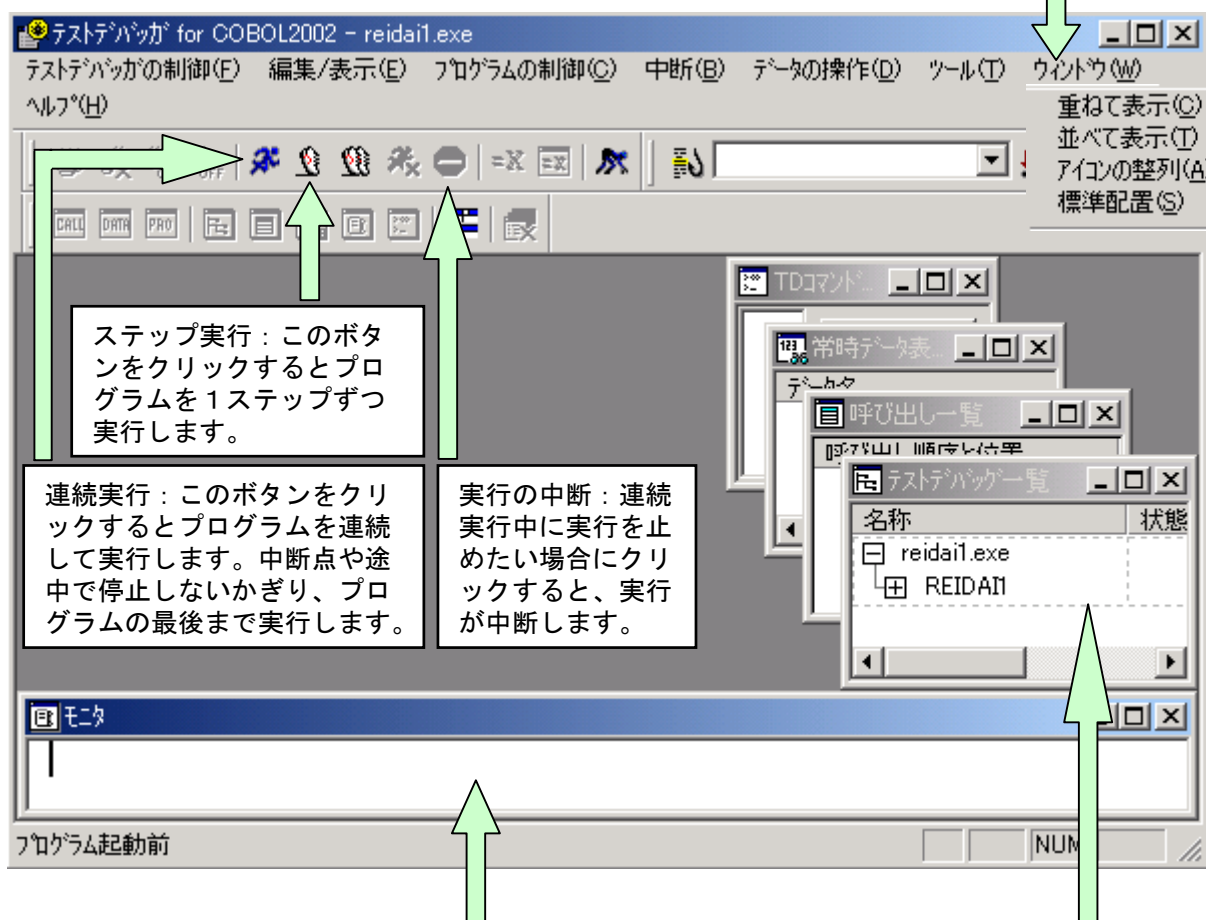 テストデバッガ for COBOL2002 - reidai1.exe
テストデバッガの制御(F) 編集/表示(E) プログラムの制御(C) 中断(B) データの操作(D) ツール(T) ウィンドウ(W)
ヘルプ(H)
重ねて表示(C)
並べて表示(T)
アイコンの整列(A
標準配置(S)
OFF
CALL DATA PRO
TDコマンド...
常時データ表...
データ名
呼び出し一覧
呼び出し順序と位置
テストデバッグ一覧
名称 状態
reidai1.exe
REIDAI1
ステップ実行：このボタ
ンをクリックするとプロ
グラムを１ステップずつ
実行します。
連続実行：このボタンをクリ
ックするとプログラムを連続
して実行します。中断点や途
中で停止しないかぎり、プロ
グラムの最後まで実行します。
実行の中断：連続
実行中に実行を止
めたい場合にクリ
ックすると、実行
が中断します。
モニタ
プログラム起動前
NUM